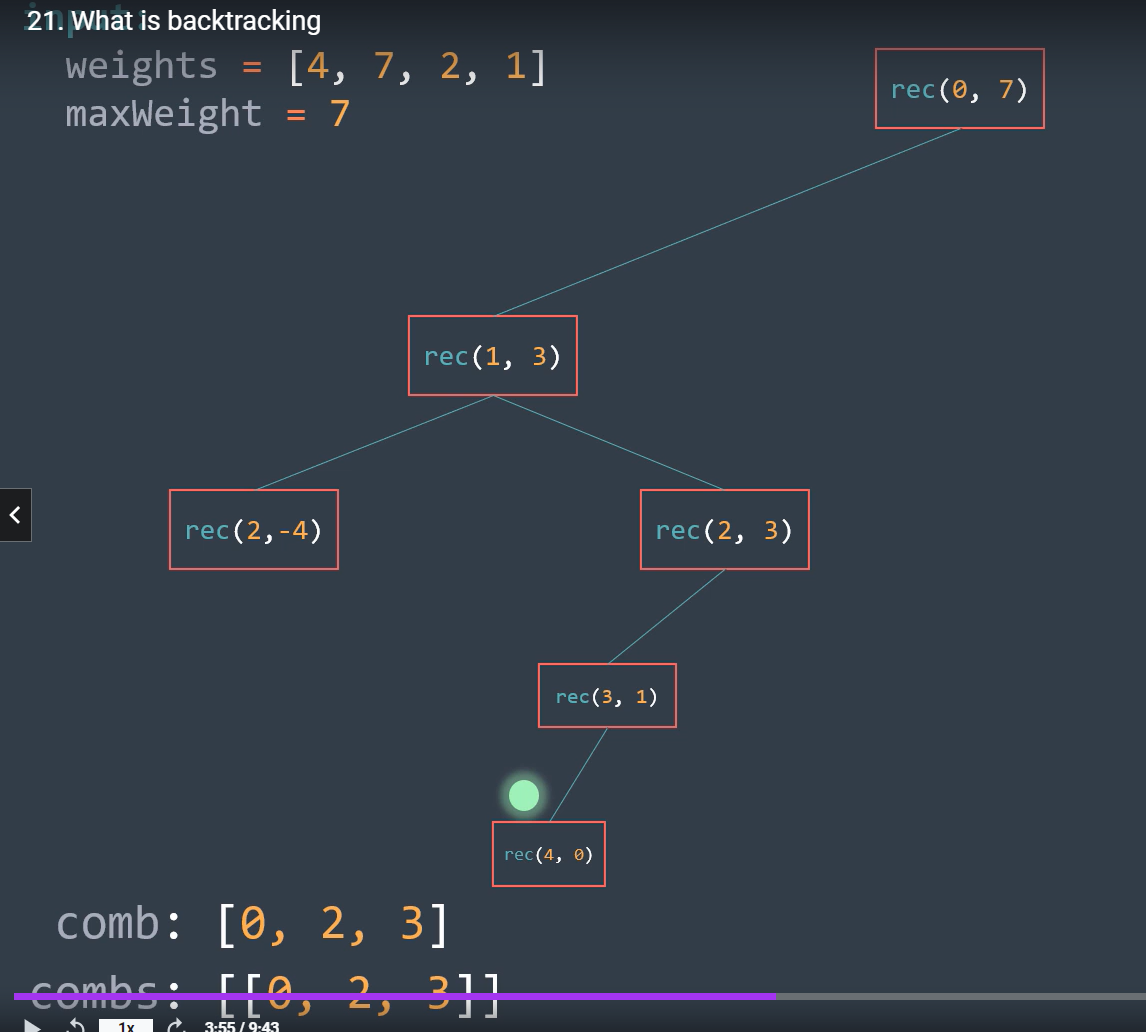 input:
21. What is backtracking
weights = [4, 7, 2, 1]
maxWeight = 7
rec(0, 7)
rec(1, 3)
rec(2,-4)
rec(2, 3)
rec(3, 1)
rec(4, 0)
comb: [0, 2, 3]
combs: [[0, 2, 3]]
1x
3:55 / 9:43